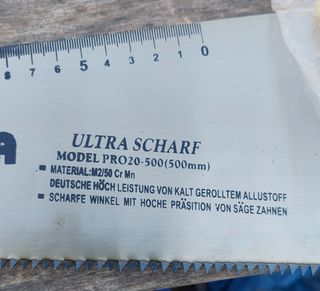 8 7 6 5 4 3 2 1 0
A
ULTRA SCHARF
MODEL PRO20-500(500mm)
MATERIAL:M2/50 Cr Mn
DEUTSCHE HÖCH LEISTUNG VON KALT GEROLLTEM ALLUSTOFF
SCHARFE WINKEL MIT HOCHE PRÄSITION VON SÄGE ZAHNEN